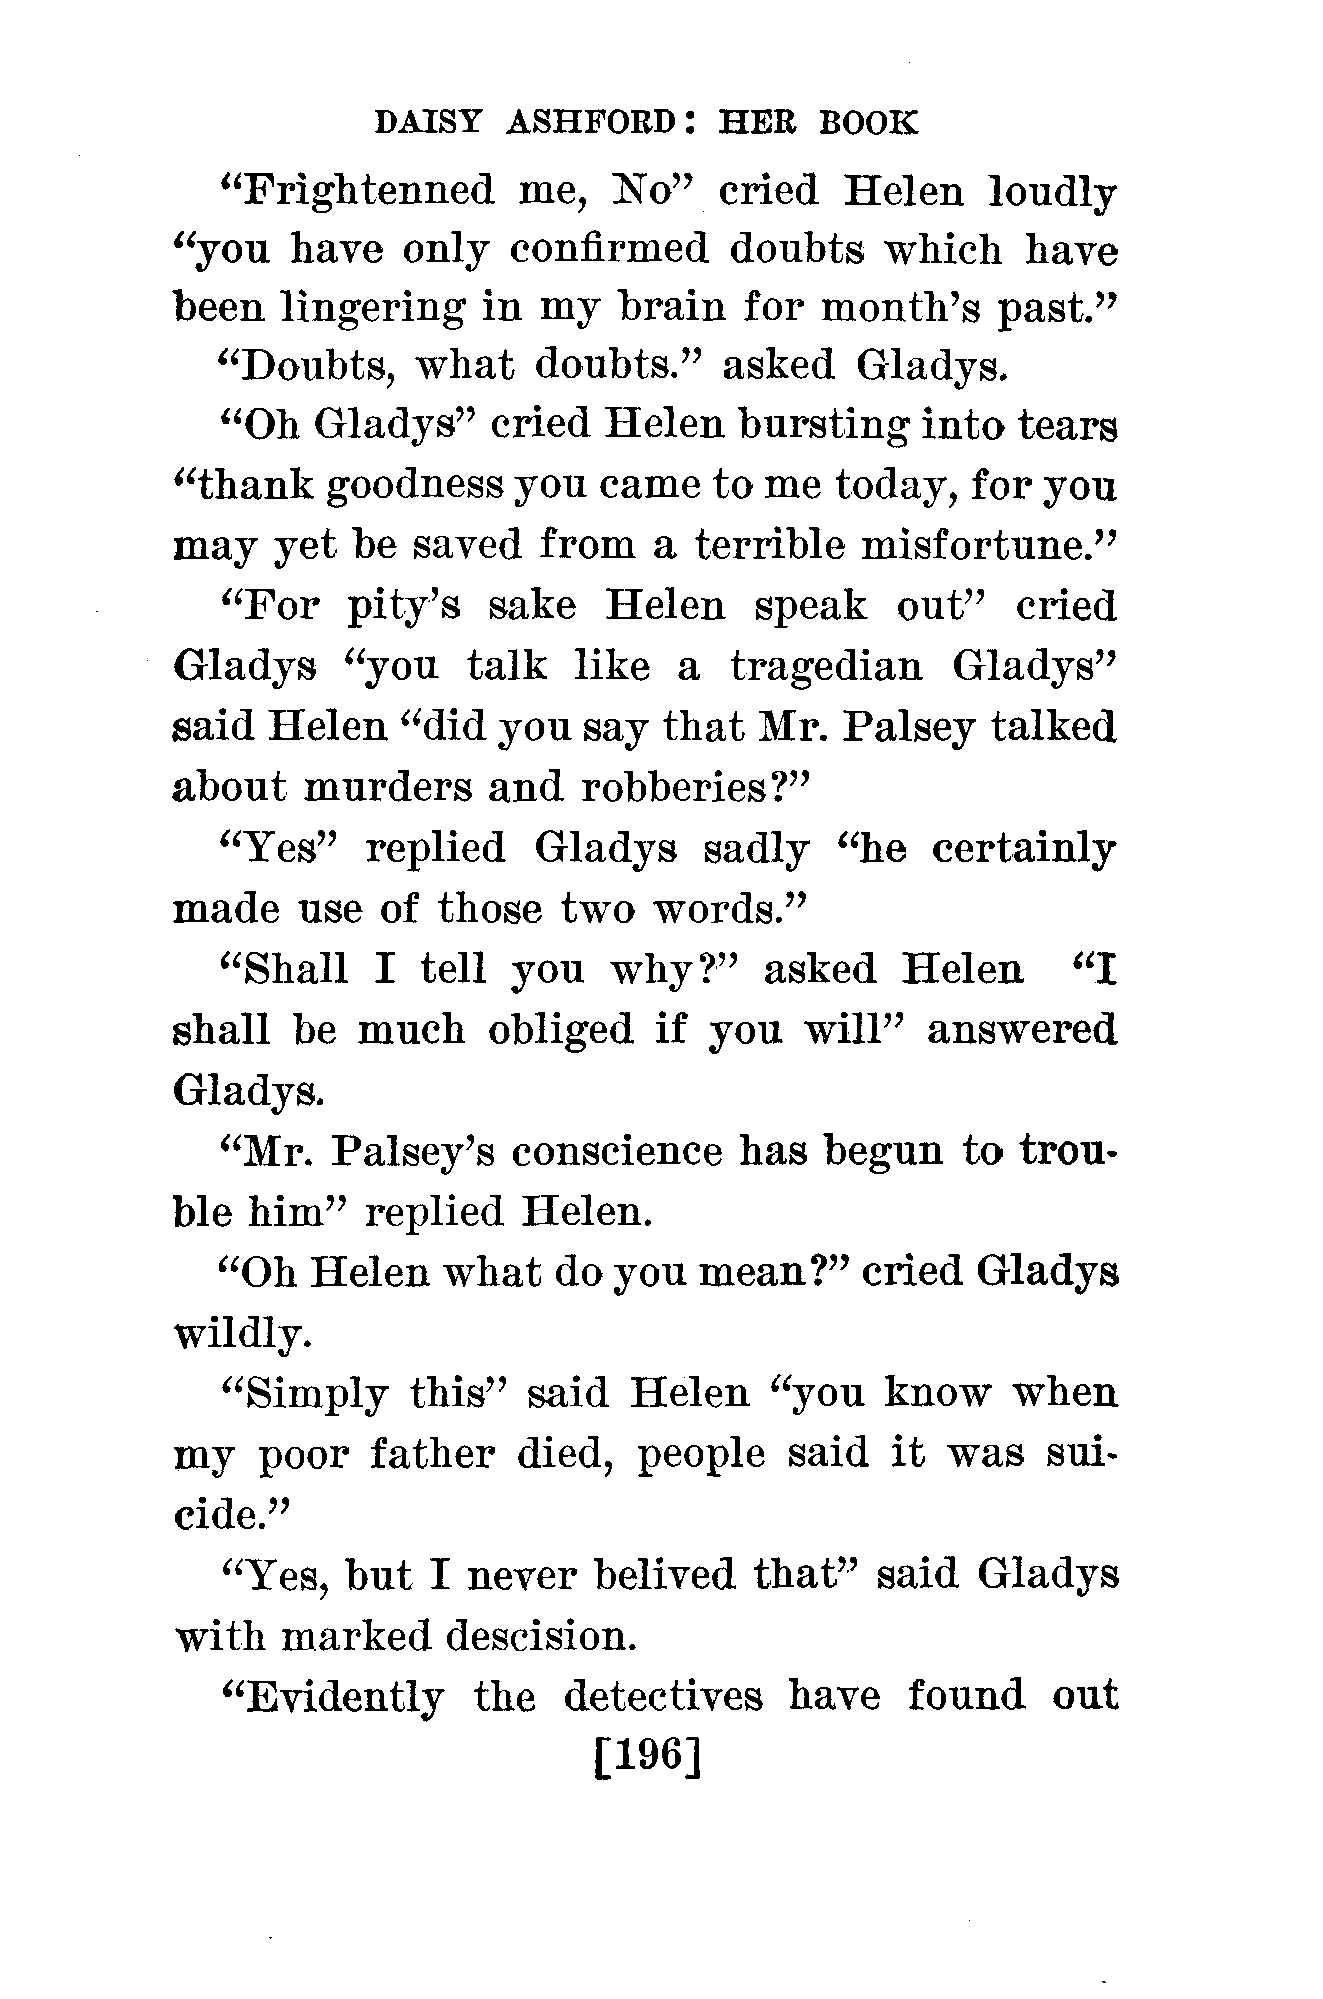 DAISY ASHFORD: HER BOOK
“Frightenned me, No” cried Helen loudly
“you have only confirmed doubts which have
been lingering in my brain for month’s past.”
“Doubts, what doubts.” asked Gladys.
“Oh Gladys” cried Helen bursting into tears
“thank goodness you came to me today, for you
may yet be saved from a terrible misfortune.”
“For pity’s sake Helen speak out” cried
Gladys “you talk like a tragedian Gladys”
said Helen “did you say that Mr. Palsey talked
about murders and robberies?”
“Yes” replied Gladys sadly “he certainly
made use of those two words.”
“Shall I tell you why?” asked Helen “I
shall be much obliged if you will” answered
Gladys.
“Mr. Palsey’s conscience has begun to trou-
ble him” replied Helen.
“Oh Helen what do you mean?” cried Gladys
wildly.
“Simply this” said Helen “you know when
my poor father died, people said it was sui-
cide.”
“Yes, but I never belived that” said Gladys
with marked descision.
“Evidently the detectives have found out
[196]